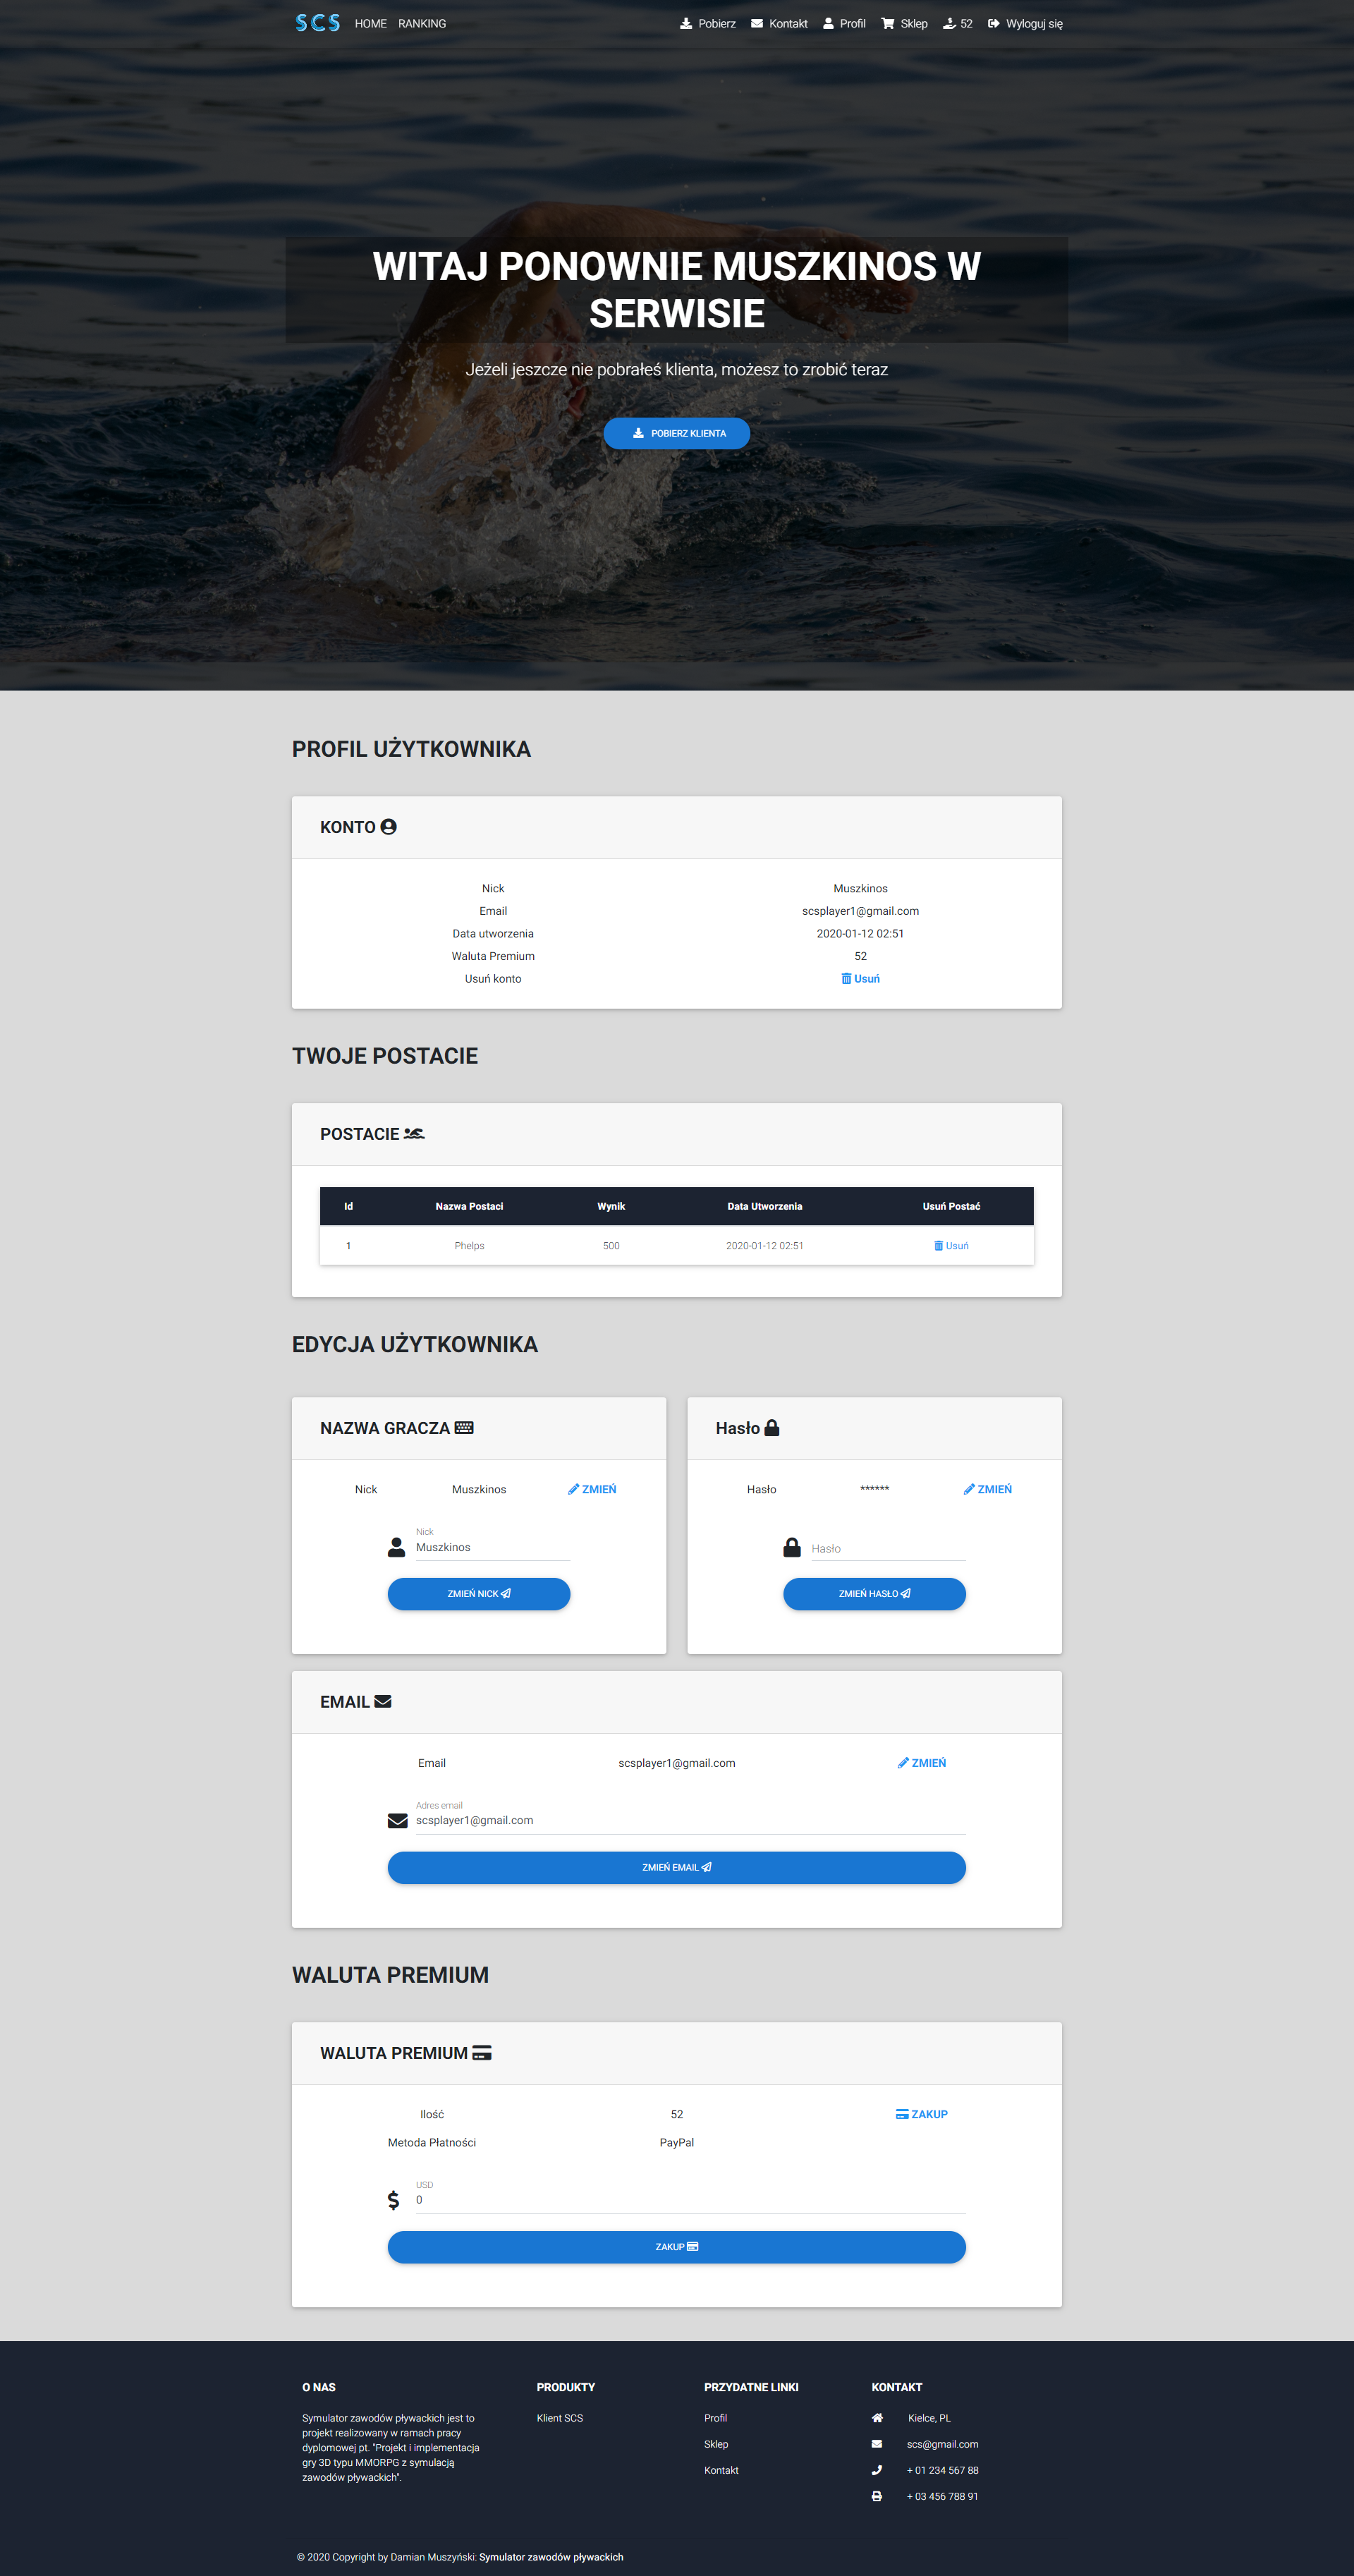 SCS HOME RANKING Pobierz Kontakt Profil Sklep 52 Wyloguj się
WITAJ PONOWNIE MUSZKINOS W
SERWISIE
Jeżeli jeszcze nie pobrałeś klienta, możesz to zrobić teraz
POBIERZ KLIENTA
PROFIL UŻYTKOWNIKA
KONTO
Nick Muszkinos
Email scsplayer1@gmail.com
Data utworzenia 2020-01-12 02:51
Waluta Premium 52
Usuń konto Usuń
TWOJE POSTACIE
POSTACIE
Id Nazwa Postaci Wynik Data Utworzenia Usuń Postać
1 Phelps 500 2020-01-12 02:51 Usuń
EDYCJA UŻYTKOWNIKA
NAZWA GRACZA
Nick Muszkinos ZMIEŃ
Nick
Muszkinos
ZMIEŃ NICK
Hasło
Hasło ****** ZMIEŃ
Hasło
ZMIEŃ HASŁO
EMAIL
Email scsplayer1@gmail.com ZMIEŃ
Adres email
scsplayer1@gmail.com
ZMIEŃ EMAIL
WALUTA PREMIUM
WALUTA PREMIUM
Ilość 52 ZAKUP
Metoda Płatności PayPal
USD
0
ZAKUP
O NAS
Symulator zawodów pływackich jest to
projekt realizowany w ramach pracy
dyplomowej pt. "Projekt i implementacja
gry 3D typu MMORPG z symulacją
zawodów pływackich".
PRODUKTY
Klient SCS
PRZYDATNE LINKI
Profil
Sklep
Kontakt
KONTAKT
Kielce, PL
scs@gmail.com
+ 01 234 567 88
+ 03 456 788 91
© 2020 Copyright by Damian Muszyński: Symulator zawodów pływackich